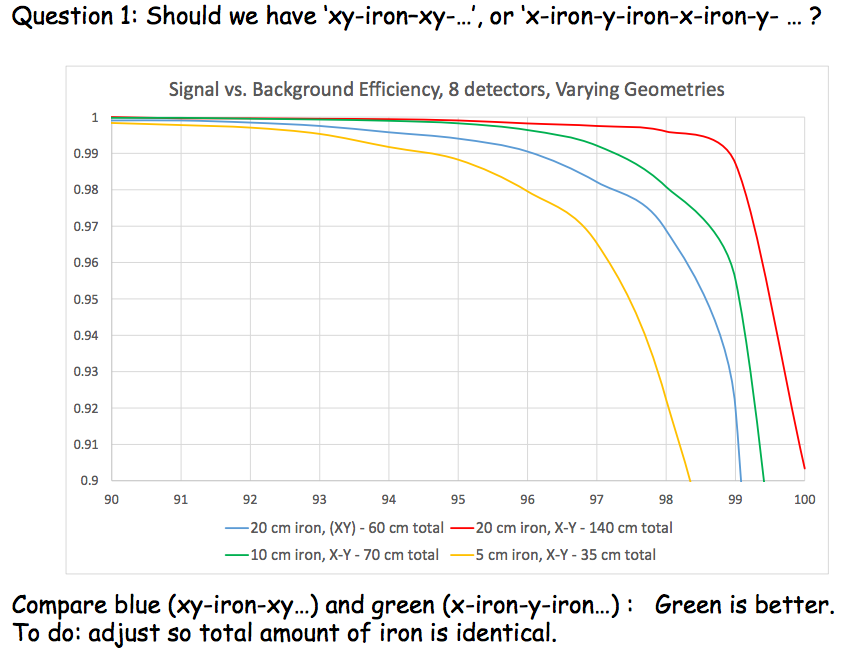 Question 1: Should we have ‘xy-iron-xy-…’, or ‘x-iron-y-iron-x-iron-y- … ?
Signal vs. Background Efficiency, 8 detectors, Varying Geometries
1
0.99
0.98
0.97
0.96
0.95
0.94
0.93
0.92
0.91
0.9
90 91 92 93 94 95 96 97 98 99 100
20 cm iron, (XY) - 60 cm total 20 cm iron, X-Y - 140 cm total
10 cm iron, X-Y - 70 cm total 5 cm iron, X-Y - 35 cm total
Compare blue (xy-iron-xy…) and green (x-iron-y-iron…) : Green is better.
To do: adjust so total amount of iron is identical.